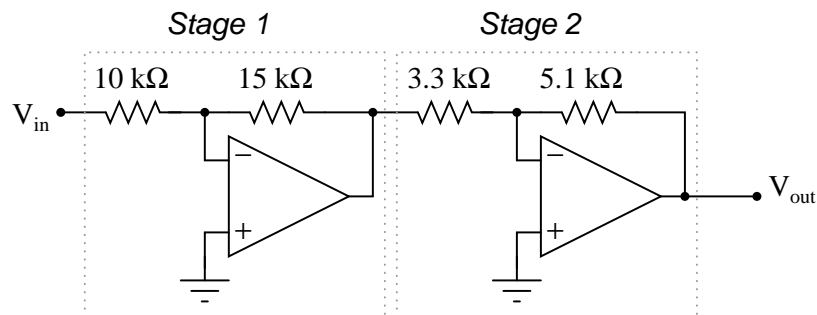 Stage 1 Stage 2
10 kΩ 15 kΩ 3.3 kΩ 5.1 kΩ
V_in
− −
V_out
+ +